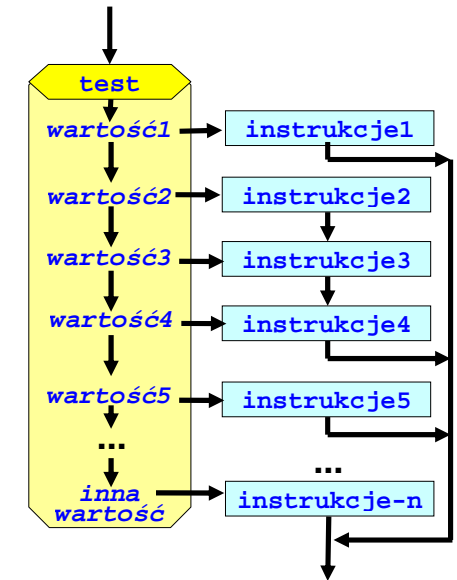 test
wartość1
instrukcje1
wartość2
instrukcje2
wartość3
instrukcje3
wartość4
instrukcje4
wartość5
instrukcje5
...
...
inna
wartość
instrukcje-n